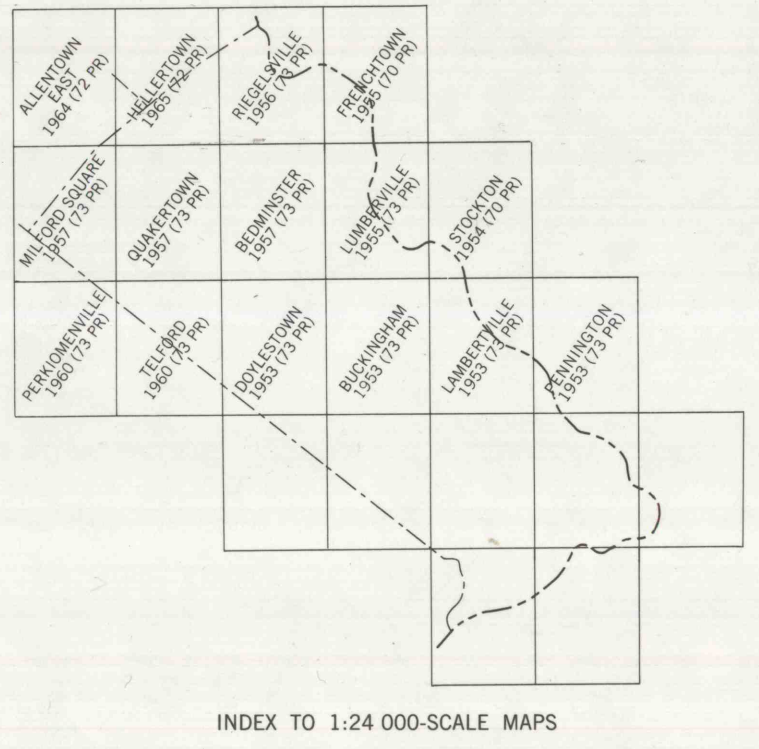 ALLENTOWN
EAST
1964 (72 PR)
HELLERTOWN
1965 (72 PR)
RIEGELSVILLE
1956 (73 PR)
FRENCHTOWN
1955 (70 PR)
MILFORD SQUARE
1957 (73 PR)
QUAKERTOWN
1957 (73 PR)
BEDMINSTER
1957 (73 PR)
LUMBERVILLE
1955 (73 PR)
STOCKTON
1954 (70 PR)
PERKIOMENVILLE
1960 (73 PR)
TELFORD
1960 (73 PR)
DOYLESTOWN
1953 (73 PR)
BUCKINGHAM
1953 (73 PR)
LAMBERTVILLE
1953 (73 PR)
PENNINGTON
1953 (73 PR)
INDEX TO 1:24 000-SCALE MAPS